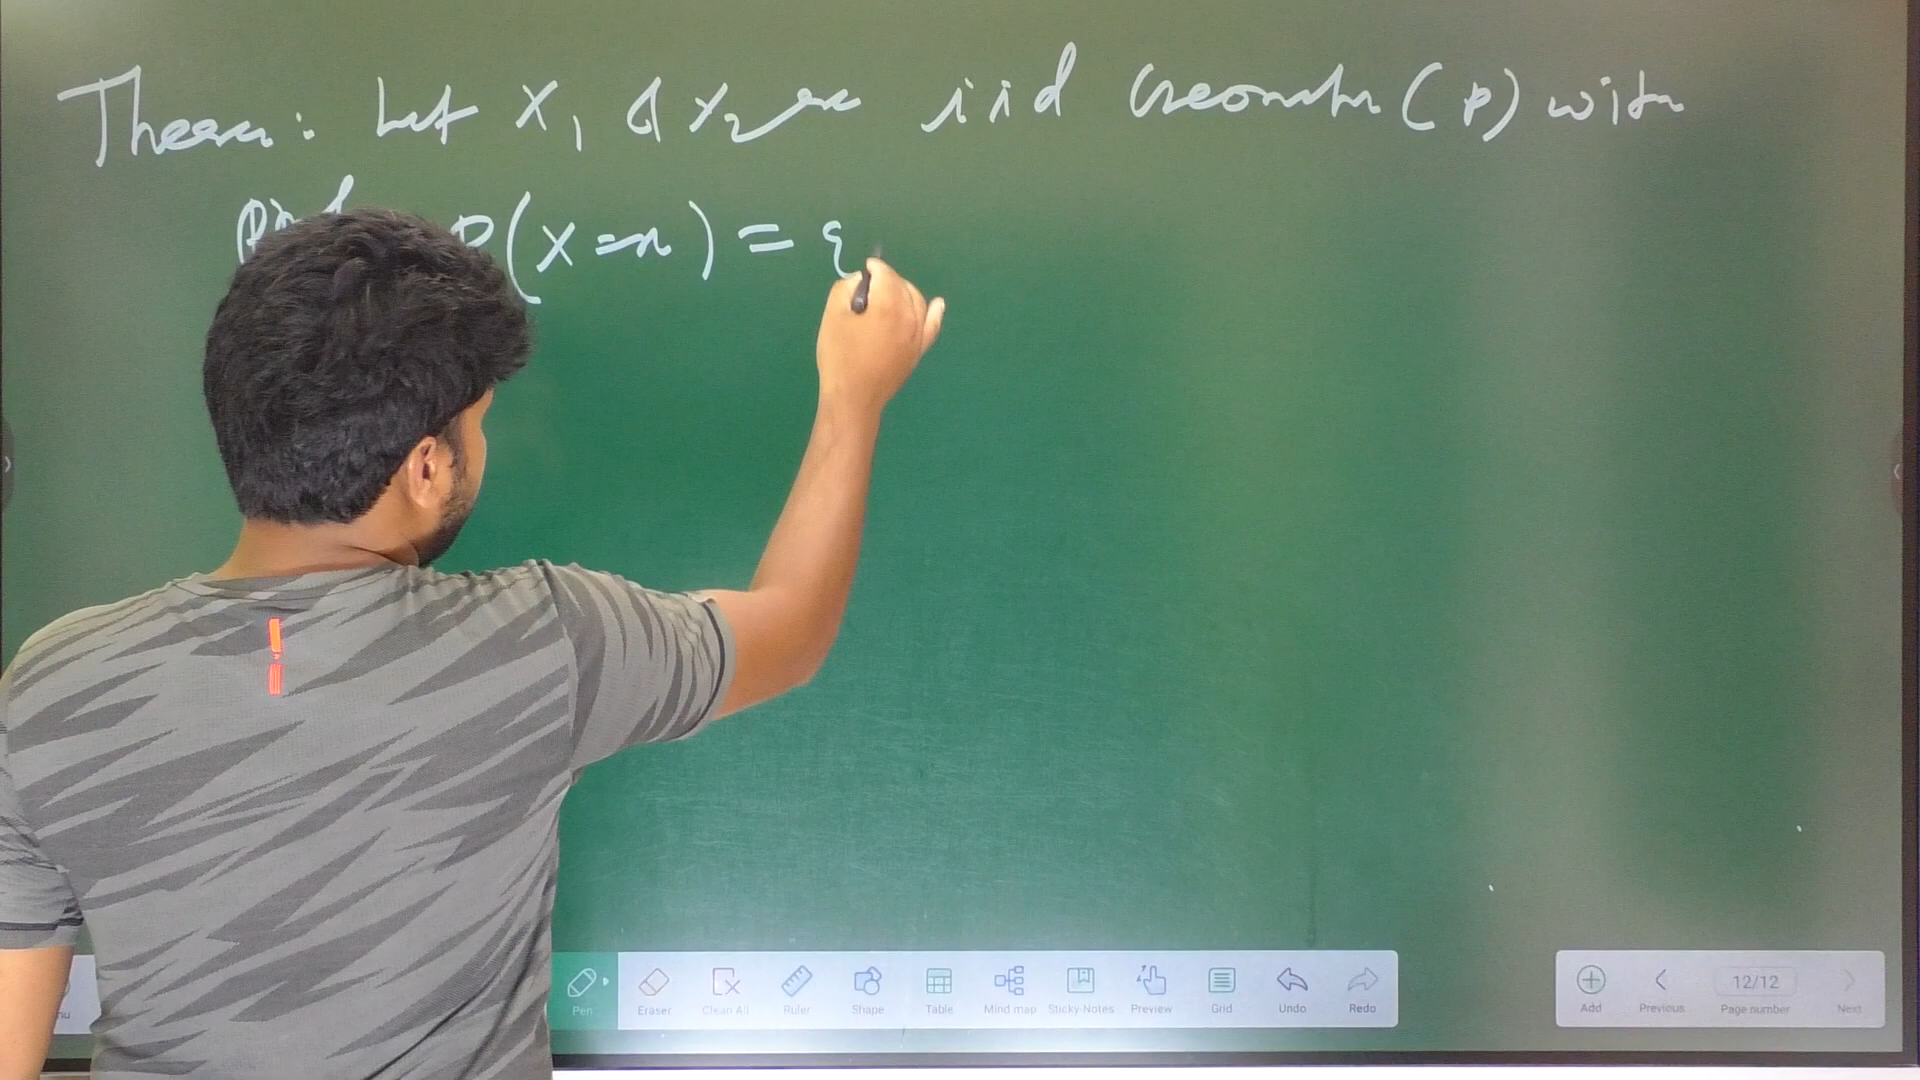 Theorem: Let X₁ & X₂ are iid Geometric (p) with
P(X=x) = q
Pen
Eraser
Clean All
Ruler
Shape
Table
Mind map
Sticky-Notes
Preview
Grid
Undo
Redo
Add
Previous
12/12
Page number
Next